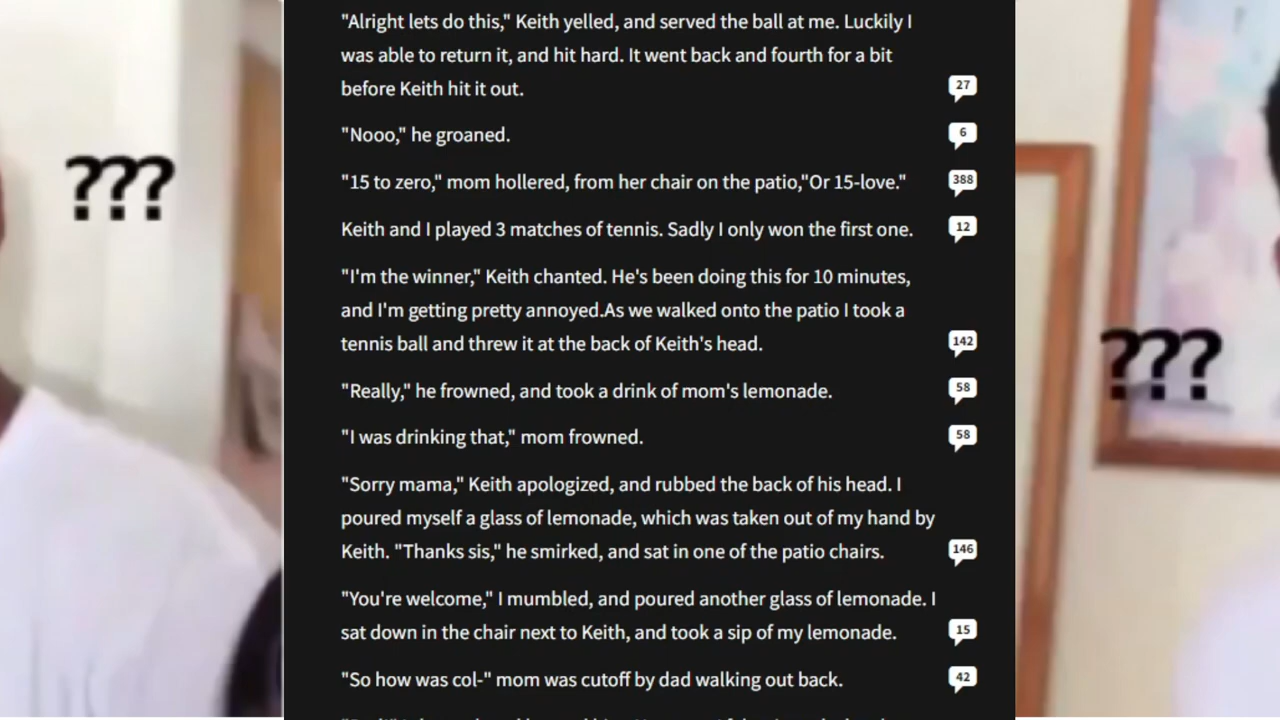 "Alright lets do this," Keith yelled, and served the ball at me. Luckily I
was able to return it, and hit hard. It went back and fourth for a bit
before Keith hit it out.
27
"Nooo," he groaned.
6
???
"15 to zero," mom hollered, from her chair on the patio,"Or 15-love."
388
Keith and I played 3 matches of tennis. Sadly I only won the first one.
12
"I'm the winner," Keith chanted. He's been doing this for 10 minutes,
and I'm getting pretty annoyed.As we walked onto the patio I took a
tennis ball and threw it at the back of Keith's head.
142
???
"Really," he frowned, and took a drink of mom's lemonade.
58
"I was drinking that," mom frowned.
58
"Sorry mama," Keith apologized, and rubbed the back of his head. I
poured myself a glass of lemonade, which was taken out of my hand by
Keith. "Thanks sis," he smirked, and sat in one of the patio chairs.
146
"You're welcome," I mumbled, and poured another glass of lemonade. I
sat down in the chair next to Keith, and took a sip of my lemonade.
15
"So how was col-" mom was cutoff by dad walking out back.
42